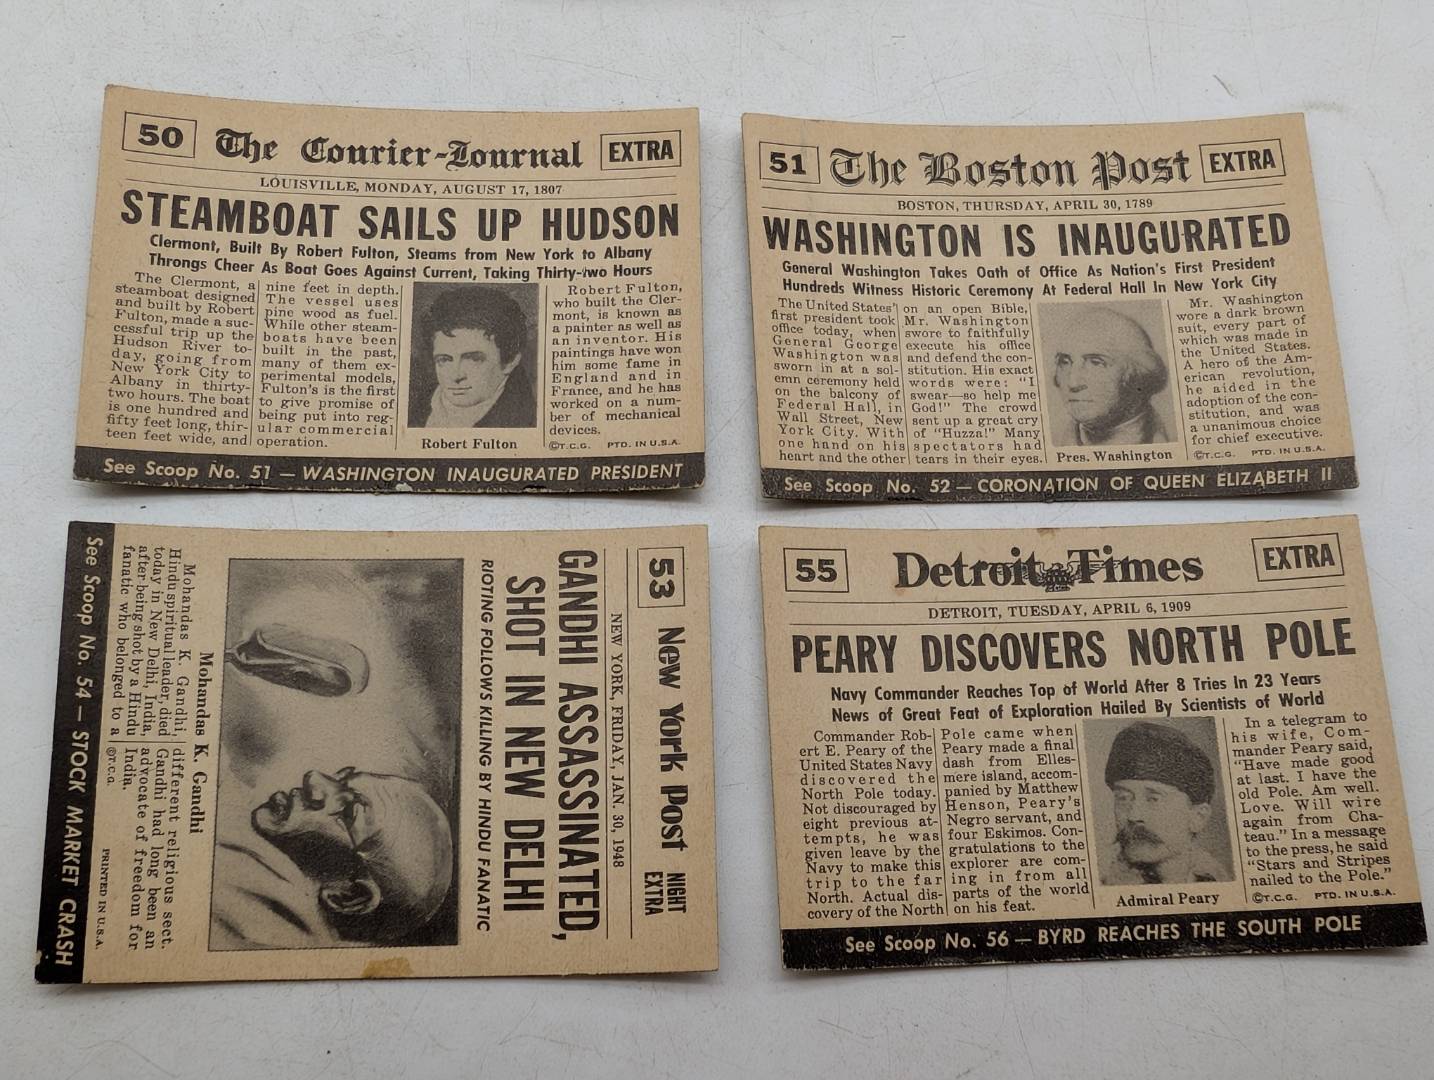 50
The Courier-Journal
EXTRA
LOUISVILLE, MONDAY, AUGUST 17, 1807
STEAMBOAT SAILS UP HUDSON
Clermont, Built By Robert Fulton, Steams from New York to Albany
Throngs Cheer As Boat Goes Against Current, Taking Thirty-two Hours
The Clermont, a
steamboat designed
and built by Robert
Fulton, made a suc-
cessful trip up the
Hudson River to-
day, going from
New York City to
Albany in thirty-
two hours. The boat
is one hundred and
fifty feet long, thir-
teen feet wide, and
nine feet in depth.
The vessel uses
pine wood as fuel.
While other steam-
boats have been
built in the past,
many of them ex-
perimental models,
Fulton's is the first
to give promise of
being put into reg-
ular commercial
operation.
Robert Fulton
Robert Fulton,
who built the Cler-
mont, is known as
a painter as well as
an inventor. His
paintings have won
him some fame in
England and in
France, and he has
worked on a num-
ber of mechanical
devices.
©T.C.G. PTD. IN U.S.A.
See Scoop No. 51 — WASHINGTON INAUGURATED PRESIDENT
51
The Boston Post
EXTRA
BOSTON, THURSDAY, APRIL 30, 1789
WASHINGTON IS INAUGURATED
General Washington Takes Oath of Office As Nation's First President
Hundreds Witness Historic Ceremony At Federal Hall In New York City
The United States'
first president took
office today, when
General George
Washington was
sworn in at a sol-
emn ceremony held
on the balcony of
Federal Hall, in
Wall Street, New
York City. With
one hand on his
heart and the other
on an open Bible,
Mr. Washington
swore to faithfully
execute his office
and defend the con-
stitution. His exact
words were: "I
swear—so help me
God!" The crowd
sent up a great cry
of "Huzza!" Many
spectators had
tears in their eyes.
Pres. Washington
Mr. Washington
wore a dark brown
suit, every part of
which was made in
the United States.
A hero of the Am-
erican revolution,
he aided in the
adoption of the con-
stitution, and was
a unanimous choice
for chief executive.
©T.C.G. PTD. IN U.S.A.
See Scoop No. 52 — CORONATION OF QUEEN ELIZABETH II
53
New York Post
NIGHT
EXTRA
NEW YORK, FRIDAY, JAN. 30, 1948
GANDHI ASSASSINATED,
SHOT IN NEW DELHI
RIOTING FOLLOWS KILLING BY HINDU FANATIC
Mohandas K. Gandhi
Mohandas K. Gandhi,
Hindu spiritual leader, died
today in New Delhi, India,
after being shot by a Hindu
fanatic who belonged to a
different religious sect.
Gandhi had long been an
advocate of freedom for
India.
©T.C.G. PRINTED IN U.S.A.
See Scoop No. 54 — STOCK MARKET CRASH
55
Detroit Times
EXTRA
DETROIT, TUESDAY, APRIL 6, 1909
PEARY DISCOVERS NORTH POLE
Navy Commander Reaches Top of World After 8 Tries In 23 Years
News of Great Feat of Exploration Hailed By Scientists of World
Commander Rob-
ert E. Peary of the
United States Navy
discovered the
North Pole today.
Not discouraged by
eight previous at-
tempts, he was
given leave by the
Navy to make this
trip to the far
North. Actual dis-
covery of the North
Pole came when
Peary made a final
dash from Elles-
mere island, accom-
panied by Matthew
Henson, Peary's
Negro servant, and
four Eskimos. Con-
gratulations to the
explorer are com-
ing in from all
parts of the world
on his feat.
Admiral Peary
In a telegram to
his wife, Com-
mander Peary said,
"Have made good
at last. I have the
old Pole. Am well.
Love. Will wire
again from Cha-
teau." In a message
to the press, he said
"Stars and Stripes
nailed to the Pole."
©T.C.G. PTD. IN U.S.A.
See Scoop No. 56 — BYRD REACHES THE SOUTH POLE